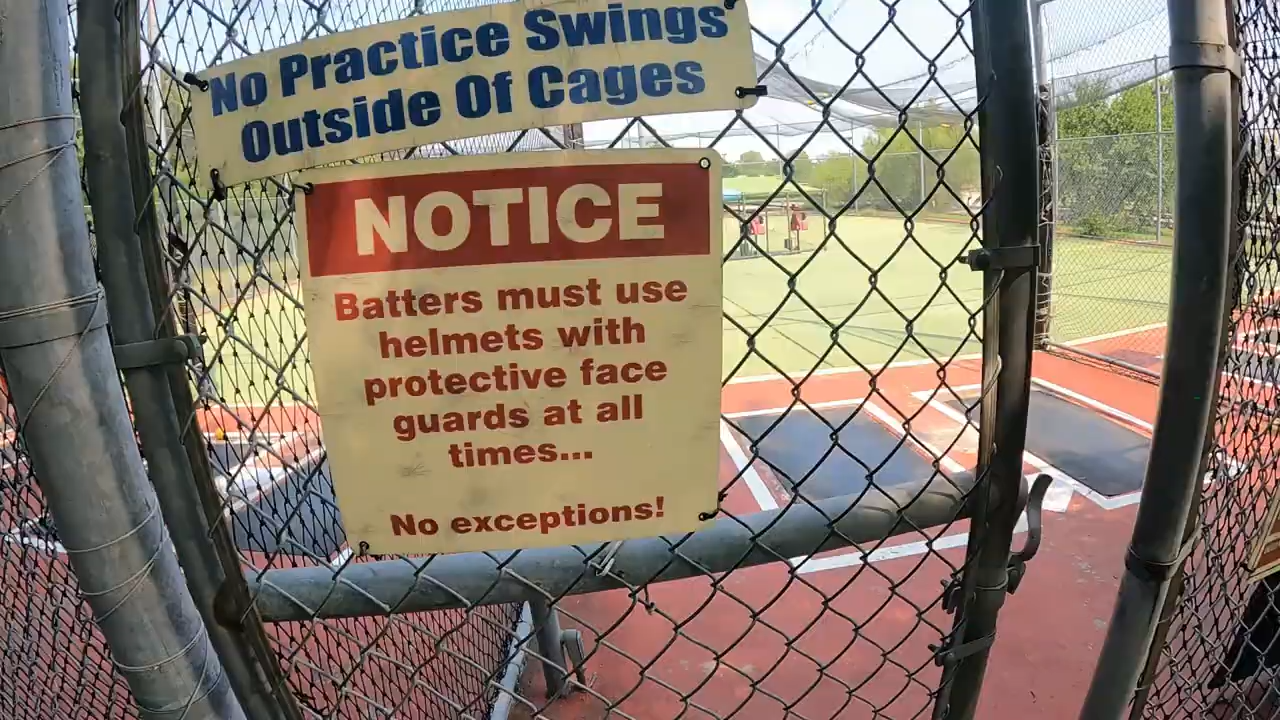 No Practice Swings
Outside Of Cages
NOTICE
Batters must use
helmets with
protective face
guards at all
times...
No exceptions!